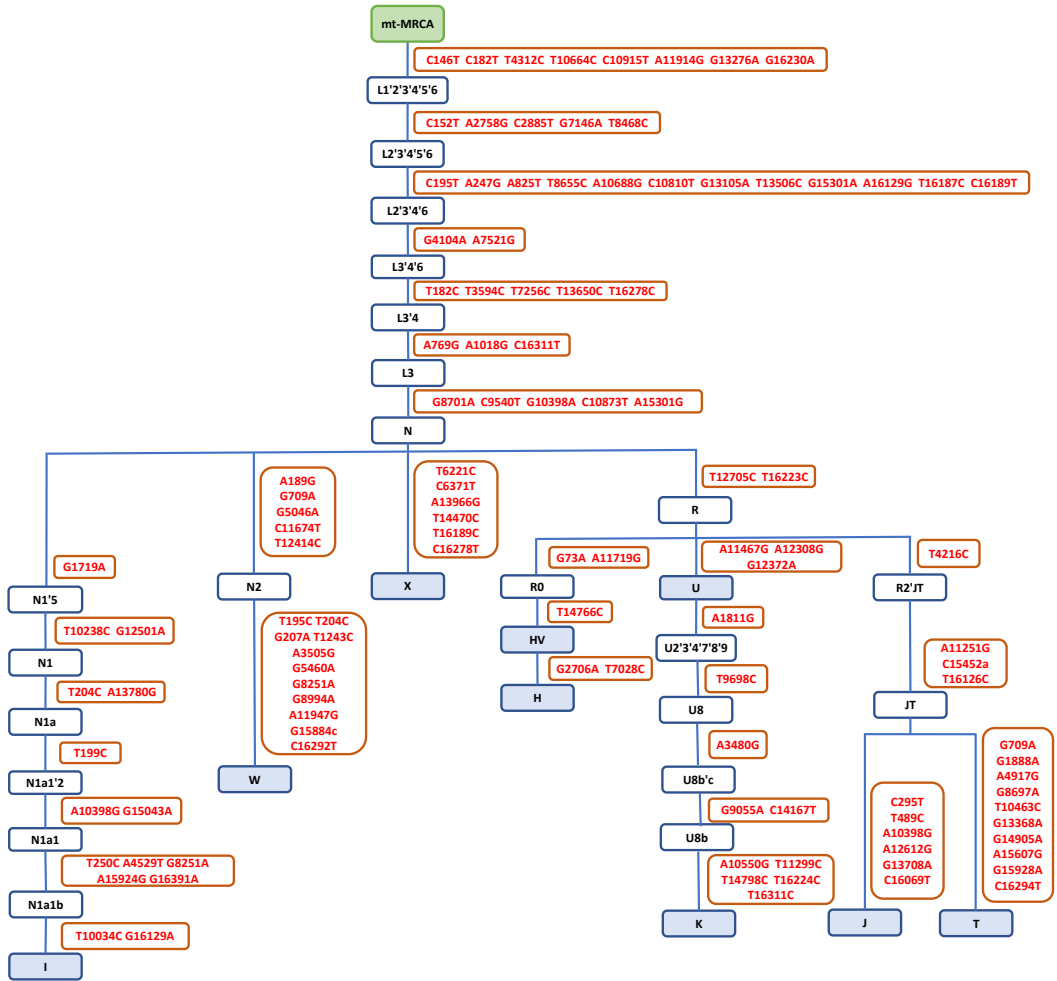 mt-MRCA
C146T C182T T4312C T10664C C10915T A11914G G13276A G16230A
L1'2'3'4'5'6
C152T A2758G C2885T G7146A T8468C
L2'3'4'5'6
C195T A247G A825T T8655C A10688G C10810T G13105A T13506C G15301A A16129G T16187C C16189T
L2'3'4'6
G4104A A7521G
L3'4'6
T182C T3594C T7256C T13650C T16278C
L3'4
A769G A1018G C16311T
L3
G8701A C9540T G10398A C10873T A15301G
N
G1719A
N1'5
T10238C G12501A
N1
T204C A13780G
N1a
T199C
N1a1'2
A10398G G15043A
N1a1
T250C A4529T G8251A
A15924G G16391A
N1a1b
T10034C G16129A
I
A189G
G709A
G5046A
C11674T
T12414C
N2
T195C T204C
G207A T1243C
A3505G
G5460A
G8251A
G8994A
A11947G
G15884c
C16292T
W
T6221C
C6371T
A13966G
T14470C
T16189C
C16278T
X
T12705C T16223C
R
G73A A11719G
R0
T14766C
HV
G2706A T7028C
H
A11467G A12308G
G12372A
U
A1811G
U2'3'4'7'8'9
T9698C
U8
A3480G
U8b'c
G9055A C14167T
U8b
A10550G T11299C
T14798C T16224C
T16311C
K
T4216C
R2'JT
A11251G
C15452a
T16126C
JT
C295T
T489C
A10398G
A12612G
G13708A
C16069T
J
G709A
G1888A
A4917G
G8697A
T10463C
G13368A
G14905A
A15607G
G15928A
C16294T
T